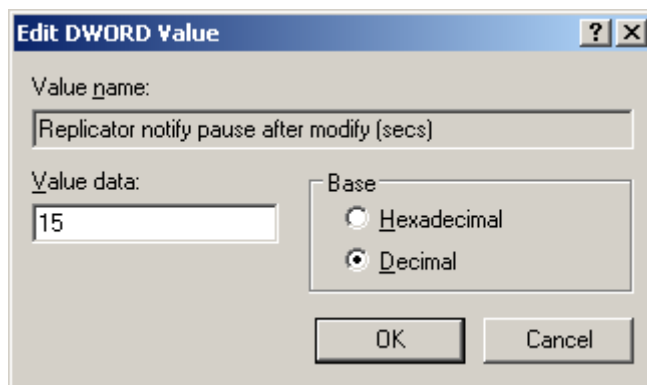 Edit DWORD Value
Value name:
Replicator notify pause after modify (secs)
Value data:
15
Base
Hexadecimal
Decimal
OK
Cancel